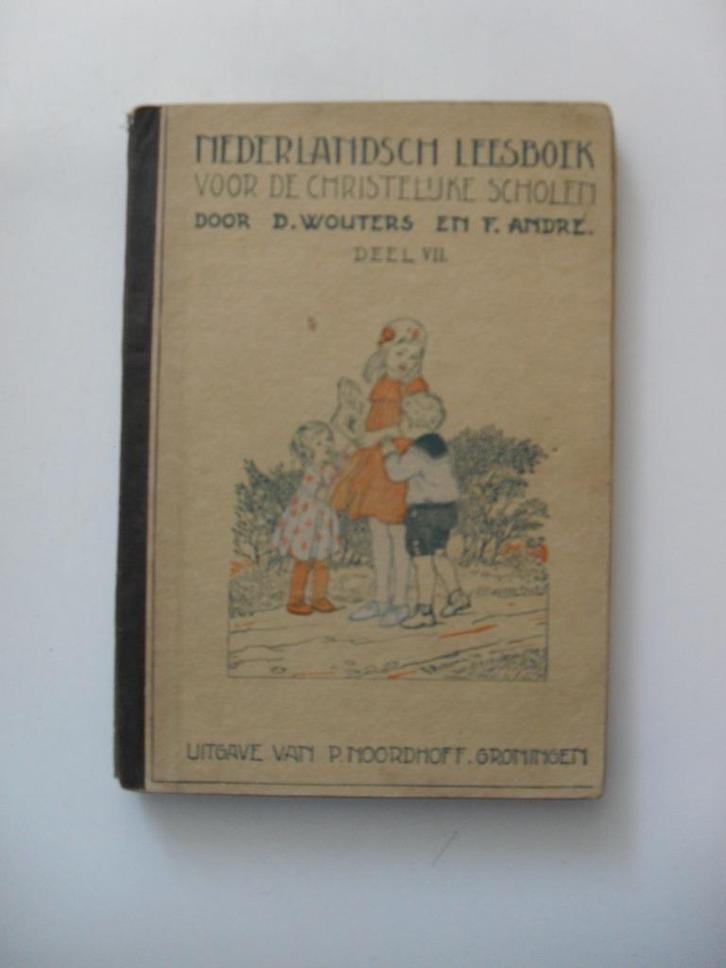 NEDERLANDSCH LEESBOEK
VOOR DE CHRISTELIJKE SCHOLEN
DOOR D. WOUTERS EN F. ANDRÉ.
DEEL VII.
UITGAVE VAN P. NOORDHOFF. GRONINGEN